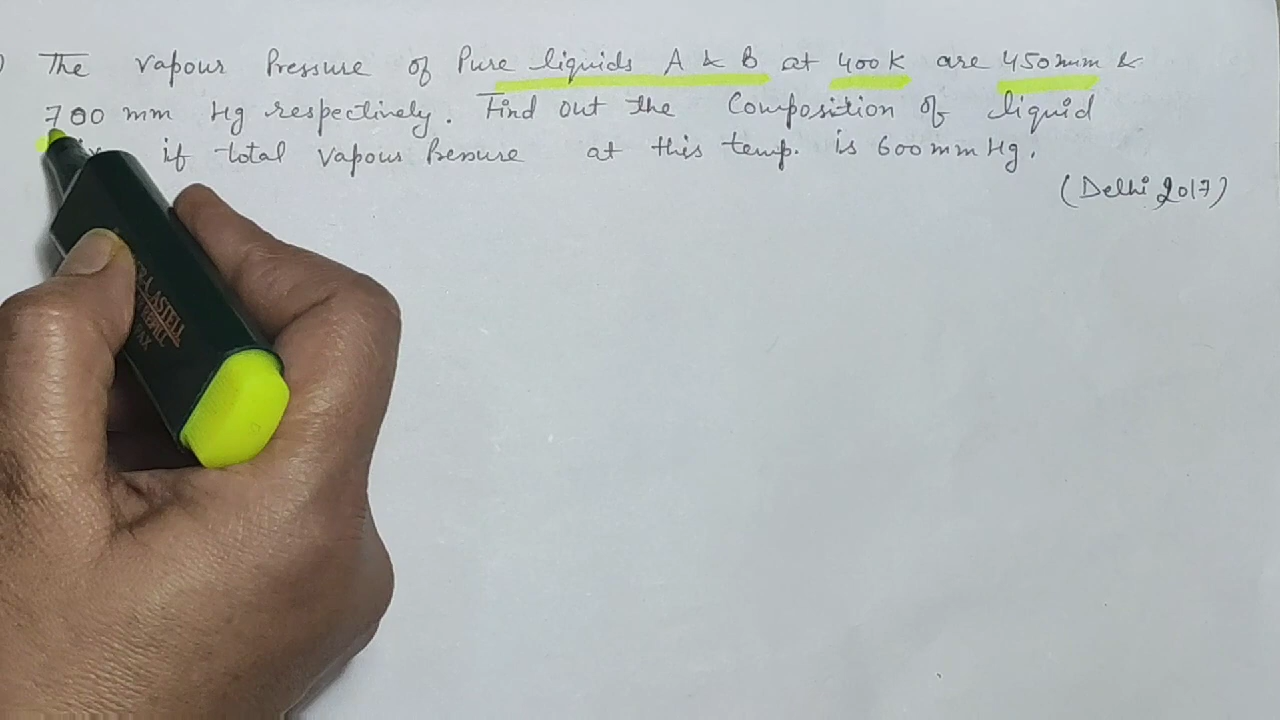 ) The vapour Pressure of Pure liquids A & B at 400 K are 450 mm &
700 mm Hg respectively. Find out the Composition of liquid
if total vapour Pressure at this temp. is 600 mm Hg.
(Delhi 2017)